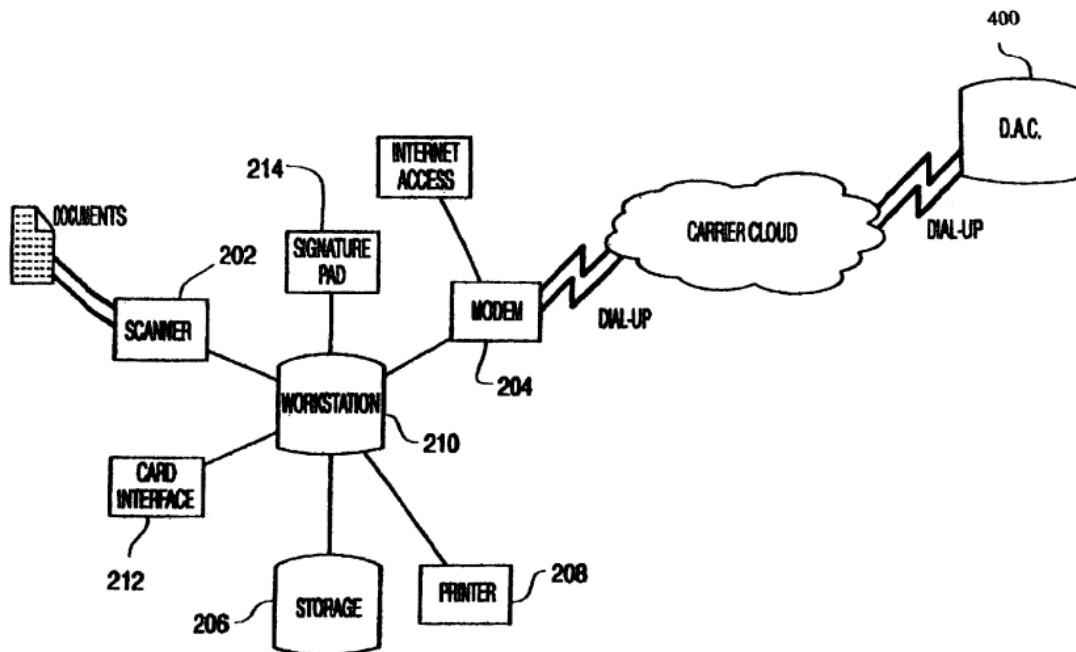 400
D.A.C.
INTERNET
ACCESS
214
DOCUMENTS
CARRIER CLOUD
DIAL-UP
202
SIGNATURE
PAD
SCANNER
MODEM
DIAL-UP
204
WORKSTATION
210
CARD
INTERFACE
212
208
PRINTER
206
STORAGE